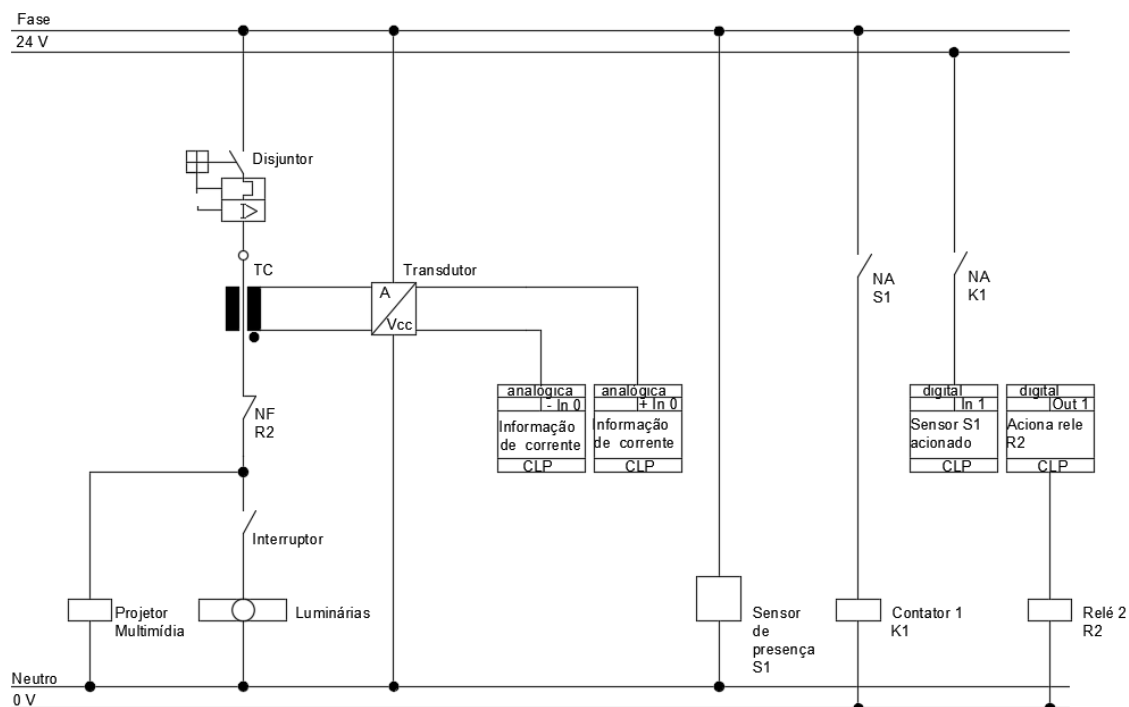 Fase
24 V
Disjuntor
TC
Transdutor
A
Vcc
NA
S1
NA
K1
NF
R2
analógica
- In 0
Informação
de corrente
CLP
analógica
+ In 0
Informação
de corrente
CLP
digital
In 1
Sensor S1
acionado
CLP
digital
Out 1
Aciona rele
R2
CLP
Interruptor
Projetor
Multimídia
Luminárias
Sensor
de
presença
S1
Contator 1
K1
Relé 2
R2
Neutro
0 V